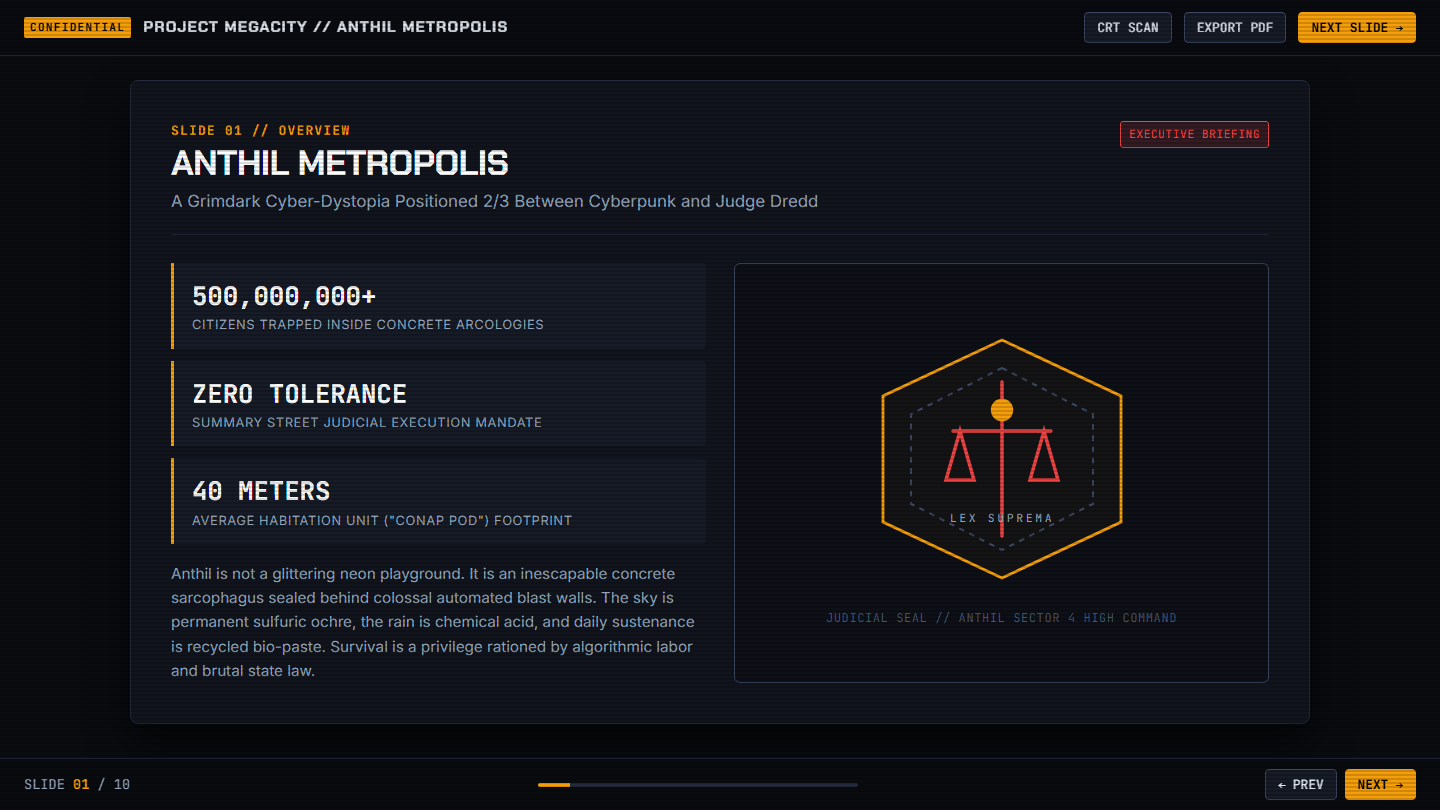 CONFIDENTIAL PROJECT MEGACITY // ANTHIL METROPOLIS
CRT SCAN EXPORT PDF NEXT SLIDE →
SLIDE 01 // OVERVIEW
EXECUTIVE BRIEFING
ANTHIL METROPOLIS
A Grimdark Cyber-Dystopia Positioned 2/3 Between Cyberpunk and Judge Dredd
500,000,000+
CITIZENS TRAPPED INSIDE CONCRETE ARCOLOGIES
ZERO TOLERANCE
SUMMARY STREET JUDICIAL EXECUTION MANDATE
40 METERS
AVERAGE HABITATION UNIT ("CONAP POD") FOOTPRINT
Anthil is not a glittering neon playground. It is an inescapable concrete
sarcophagus sealed behind colossal automated blast walls. The sky is
permanent sulfuric ochre, the rain is chemical acid, and daily sustenance
is recycled bio-paste. Survival is a privilege rationed by algorithmic labor
and brutal state law.
LEX SUPREMA
JUDICIAL SEAL // ANTHIL SECTOR 4 HIGH COMMAND
SLIDE 01 / 10
← PREV NEXT →